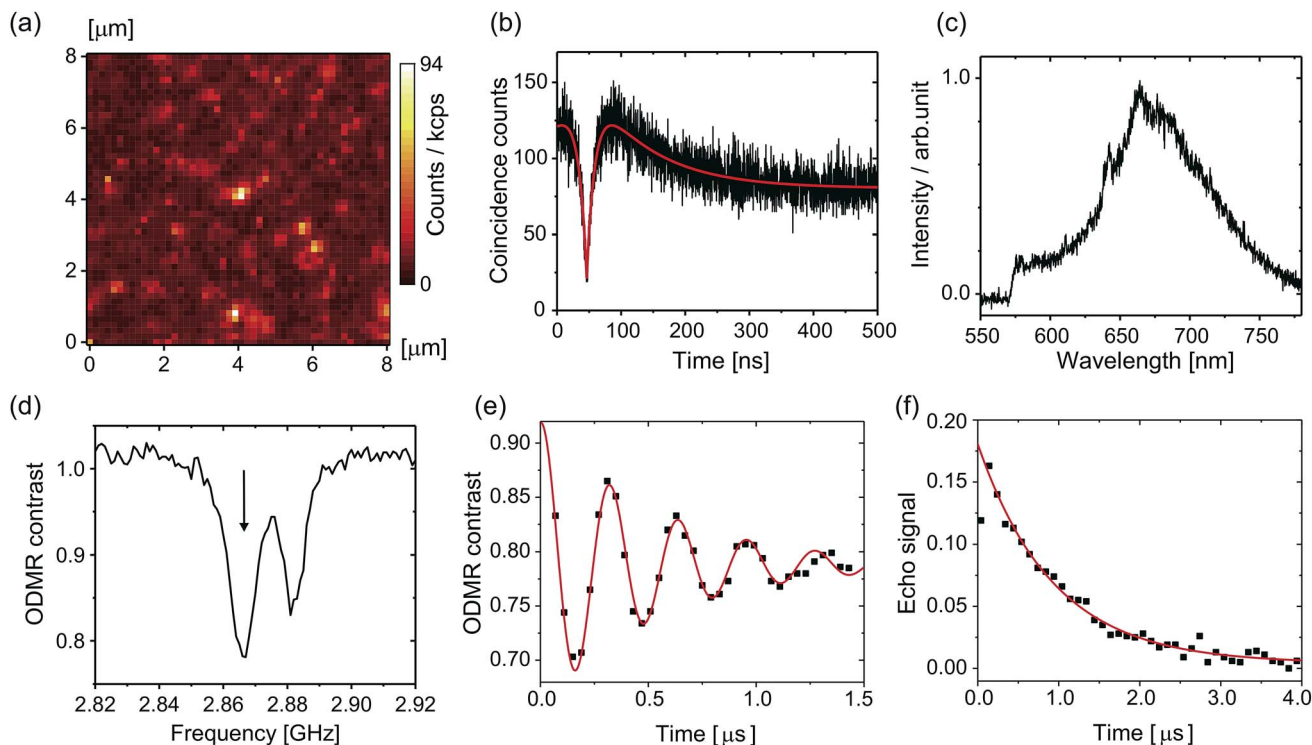 (a)
[μm]
8
6
4
2
0
0 2 4 6 8
[μm]
94
0
Counts / kcps
(b)
Coincidence counts
150
125
100
75
50
25
0
0 100 200 300 400 500
Time [ns]
(c)
Intensity / arb.unit
1.0
0.0
550 600 650 700 750
Wavelength [nm]
(d)
ODMR contrast
1.0
0.9
0.8
2.82 2.84 2.86 2.88 2.90 2.92
Frequency [GHz]
(e)
ODMR contrast
0.90
0.85
0.80
0.75
0.70
0.0 0.5 1.0 1.5
Time [μs]
(f)
Echo signal
0.20
0.15
0.10
0.05
0.00
0.0 1.0 2.0 3.0 4.0
Time [μs]